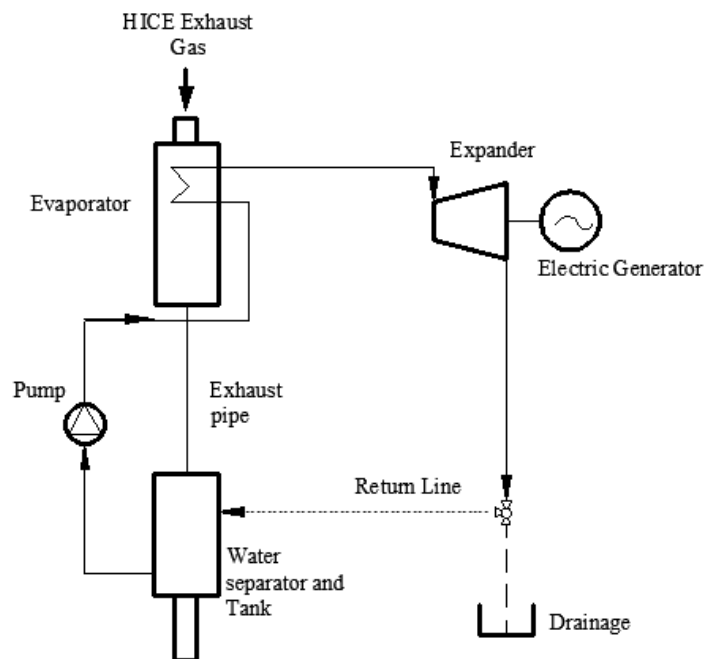 HICE Exhaust
Gas
Expander
Evaporator
Electric Generator
Pump
Exhaust
pipe
Return Line
Water
separator and
Tank
Drainage